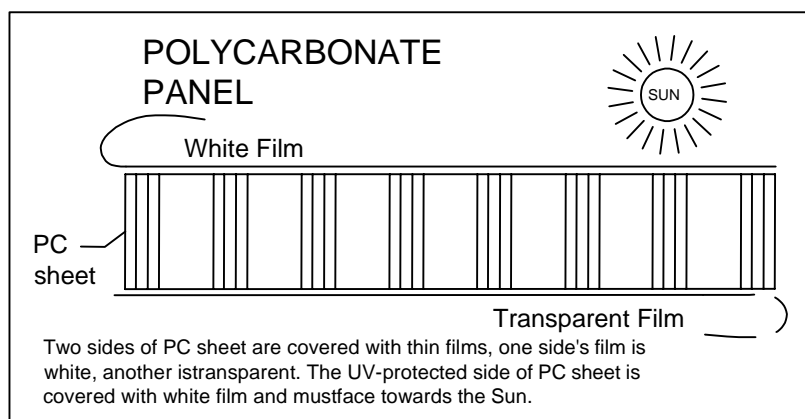 POLYCARBONATE
PANEL
SUN
White Film
PC
sheet
Transparent Film
Two sides of PC sheet are covered with thin films, one side's film is
white, another istransparent. The UV-protected side of PC sheet is
covered with white film and mustface towards the Sun.